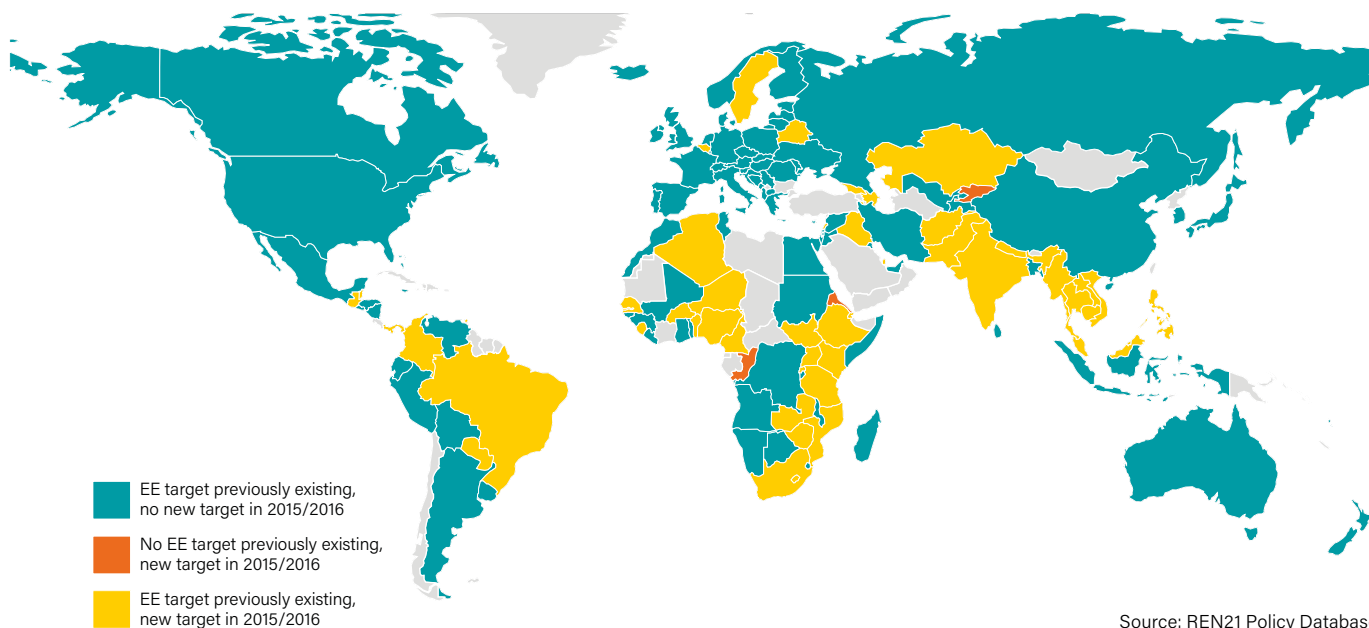 EE target previously existing,
no new target in 2015/2016
No EE target previously existing,
new target in 2015/2016
EE target previously existing,
new target in 2015/2016
Source: REN21 Policy Databas